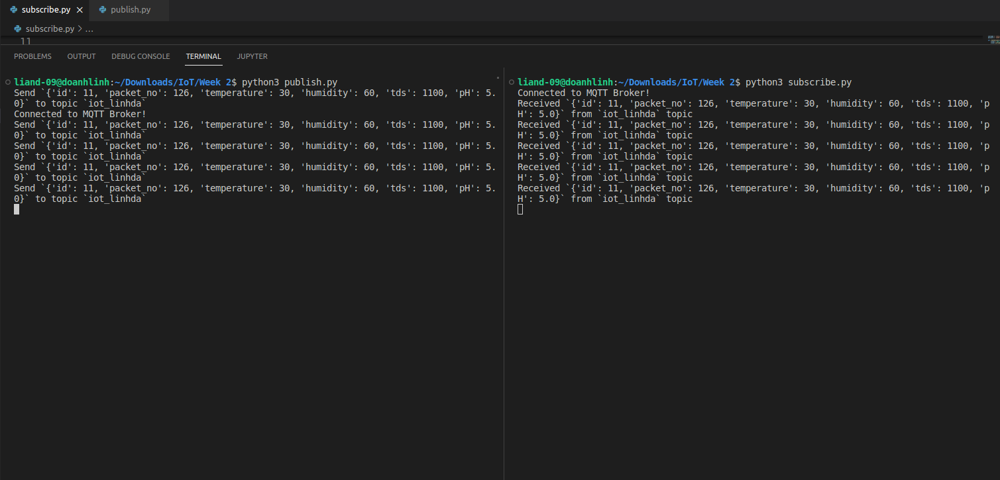 subscribe.py
publish.py
subscribe.py > ...
11
PROBLEMS OUTPUT DEBUG CONSOLE TERMINAL JUPYTER
liand-09@doanhlinh:~/Downloads/IoT/Week 2$ python3 publish.py
Send `{'id': 11, 'packet_no': 126, 'temperature': 30, 'humidity': 60, 'tds': 1100, 'pH': 5.
0}` to topic `iot_linhda`
Connected to MQTT Broker!
Send `{'id': 11, 'packet_no': 126, 'temperature': 30, 'humidity': 60, 'tds': 1100, 'pH': 5.
0}` to topic `iot_linhda`
Send `{'id': 11, 'packet_no': 126, 'temperature': 30, 'humidity': 60, 'tds': 1100, 'pH': 5.
0}` to topic `iot_linhda`
Send `{'id': 11, 'packet_no': 126, 'temperature': 30, 'humidity': 60, 'tds': 1100, 'pH': 5.
0}` to topic `iot_linhda`
Send `{'id': 11, 'packet_no': 126, 'temperature': 30, 'humidity': 60, 'tds': 1100, 'pH': 5.
0}` to topic `iot_linhda`
liand-09@doanhlinh:~/Downloads/IoT/Week 2$ python3 subscribe.py
Connected to MQTT Broker!
Received `{'id': 11, 'packet_no': 126, 'temperature': 30, 'humidity': 60, 'tds': 1100, 'p
H': 5.0}` from `iot_linhda` topic
Received `{'id': 11, 'packet_no': 126, 'temperature': 30, 'humidity': 60, 'tds': 1100, 'p
H': 5.0}` from `iot_linhda` topic
Received `{'id': 11, 'packet_no': 126, 'temperature': 30, 'humidity': 60, 'tds': 1100, 'p
H': 5.0}` from `iot_linhda` topic
Received `{'id': 11, 'packet_no': 126, 'temperature': 30, 'humidity': 60, 'tds': 1100, 'p
H': 5.0}` from `iot_linhda` topic
Received `{'id': 11, 'packet_no': 126, 'temperature': 30, 'humidity': 60, 'tds': 1100, 'p
H': 5.0}` from `iot_linhda` topic